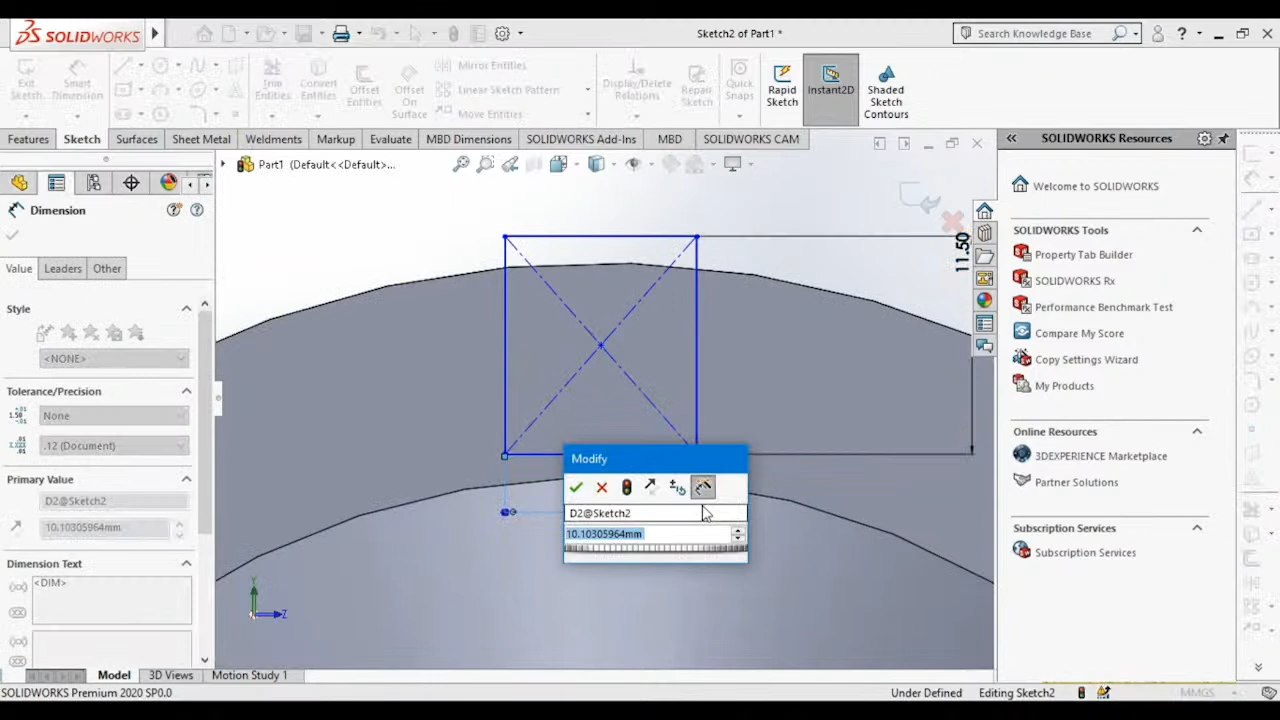 SOLIDWORKS
Sketch2 of Part1 *
Search Knowledge Base
?
Exit Sketch
Smart Dimension
Trim Entities
Convert Entities
Offset Entities
Offset On Surface
Mirror Entities
Linear Sketch Pattern
Move Entities
Display/Delete Relations
Repair Sketch
Quick Snaps
Rapid Sketch
Instant2D
Shaded Sketch Contours
Features
Sketch
Surfaces
Sheet Metal
Weldments
Markup
Evaluate
MBD Dimensions
SOLIDWORKS Add-Ins
MBD
SOLIDWORKS CAM
Part1 (Default<<Default>...
Dimension
Value
Leaders
Other
Style
<NONE>
Tolerance/Precision
None
.12 (Document)
Primary Value
D2@Sketch2
10.10305964mm
Dimension Text
<DIM>
11.50
Modify
D2@Sketch2
10.10305964mm
Y
Z
SOLIDWORKS Resources
Welcome to SOLIDWORKS
SOLIDWORKS Tools
Property Tab Builder
SOLIDWORKS Rx
Performance Benchmark Test
Compare My Score
Copy Settings Wizard
My Products
Online Resources
3DEXPERIENCE Marketplace
Partner Solutions
Subscription Services
Subscription Services
Model
3D Views
Motion Study 1
SOLIDWORKS Premium 2020 SP0.0
Under Defined
Editing Sketch2
MMGS